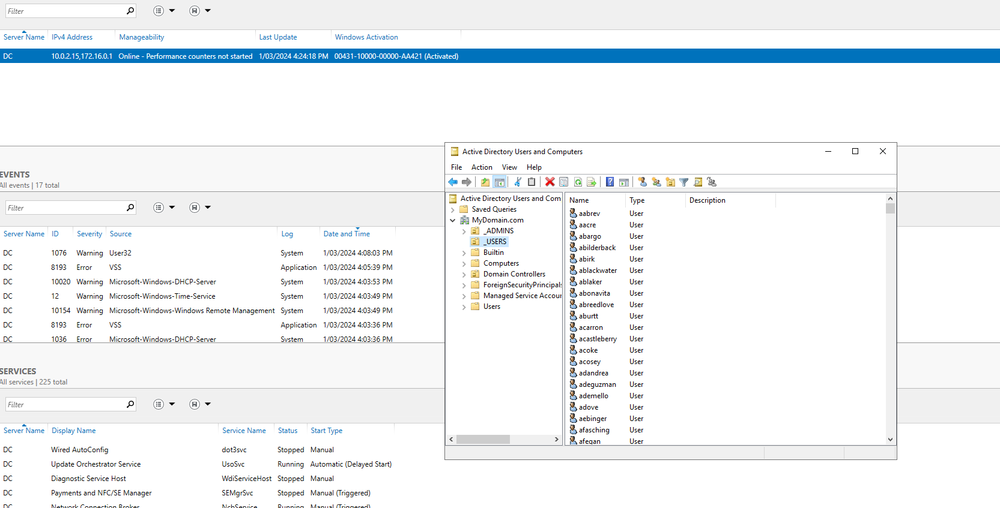 Filter
Server Name IPv4 Address Manageability Last Update Windows Activation
DC 10.0.2.15,172.16.0.1 Online - Performance counters not started 1/03/2024 4:24:18 PM 00431-10000-00000-AA421 (Activated)
EVENTS
All events | 17 total
Filter
Server Name ID Severity Source Log Date and Time
DC 1076 Warning User32 System 1/03/2024 4:08:03 PM
DC 8193 Error VSS Application 1/03/2024 4:05:39 PM
DC 10020 Warning Microsoft-Windows-DHCP-Server System 1/03/2024 4:03:53 PM
DC 12 Warning Microsoft-Windows-Time-Service System 1/03/2024 4:03:49 PM
DC 10154 Warning Microsoft-Windows-Windows Remote Management System 1/03/2024 4:03:49 PM
DC 8193 Error VSS Application 1/03/2024 4:03:36 PM
DC 1036 Error Microsoft-Windows-DHCP-Server System 1/03/2024 4:03:36 PM
SERVICES
All services | 225 total
Filter
Server Name Display Name Service Name Status Start Type
DC Wired AutoConfig dot3svc Stopped Manual
DC Update Orchestrator Service UsoSvc Running Automatic (Delayed Start)
DC Diagnostic Service Host WdiServiceHost Stopped Manual
DC Payments and NFC/SE Manager SEMgrSvc Stopped Manual (Triggered)
DC Network Connection Broker NcbService Running Manual (Triggered)
Active Directory Users and Computers
File Action View Help
Active Directory Users and Com
Saved Queries
MyDomain.com
_ADMINS
_USERS
Builtin
Computers
Domain Controllers
ForeignSecurityPrincipals
Managed Service Accour
Users
Name Type Description
aabrev User
aacre User
abargo User
abilderback User
abirk User
ablackwater User
ablaker User
abonavita User
abreedlove User
aburtt User
acarron User
acastleberry User
acoke User
acosey User
adandrea User
adeguzman User
ademello User
adove User
aebinger User
afasching User
afegan User